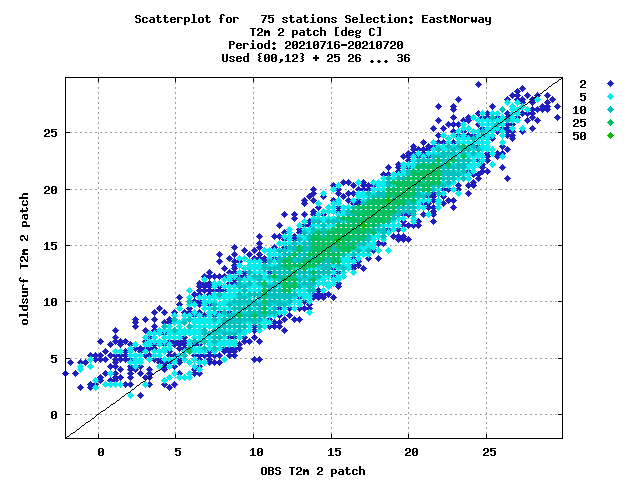 Scatterplot for   75 stations Selection: EastNorway
T2m 2 patch [deg C]
Period: 20210716-20210720
Used {00,12} + 25 26 ... 36
2
5
10
25
50
25
20
15
10
5
0
oldsurf T2m 2 patch
0 5 10 15 20 25
OBS T2m 2 patch